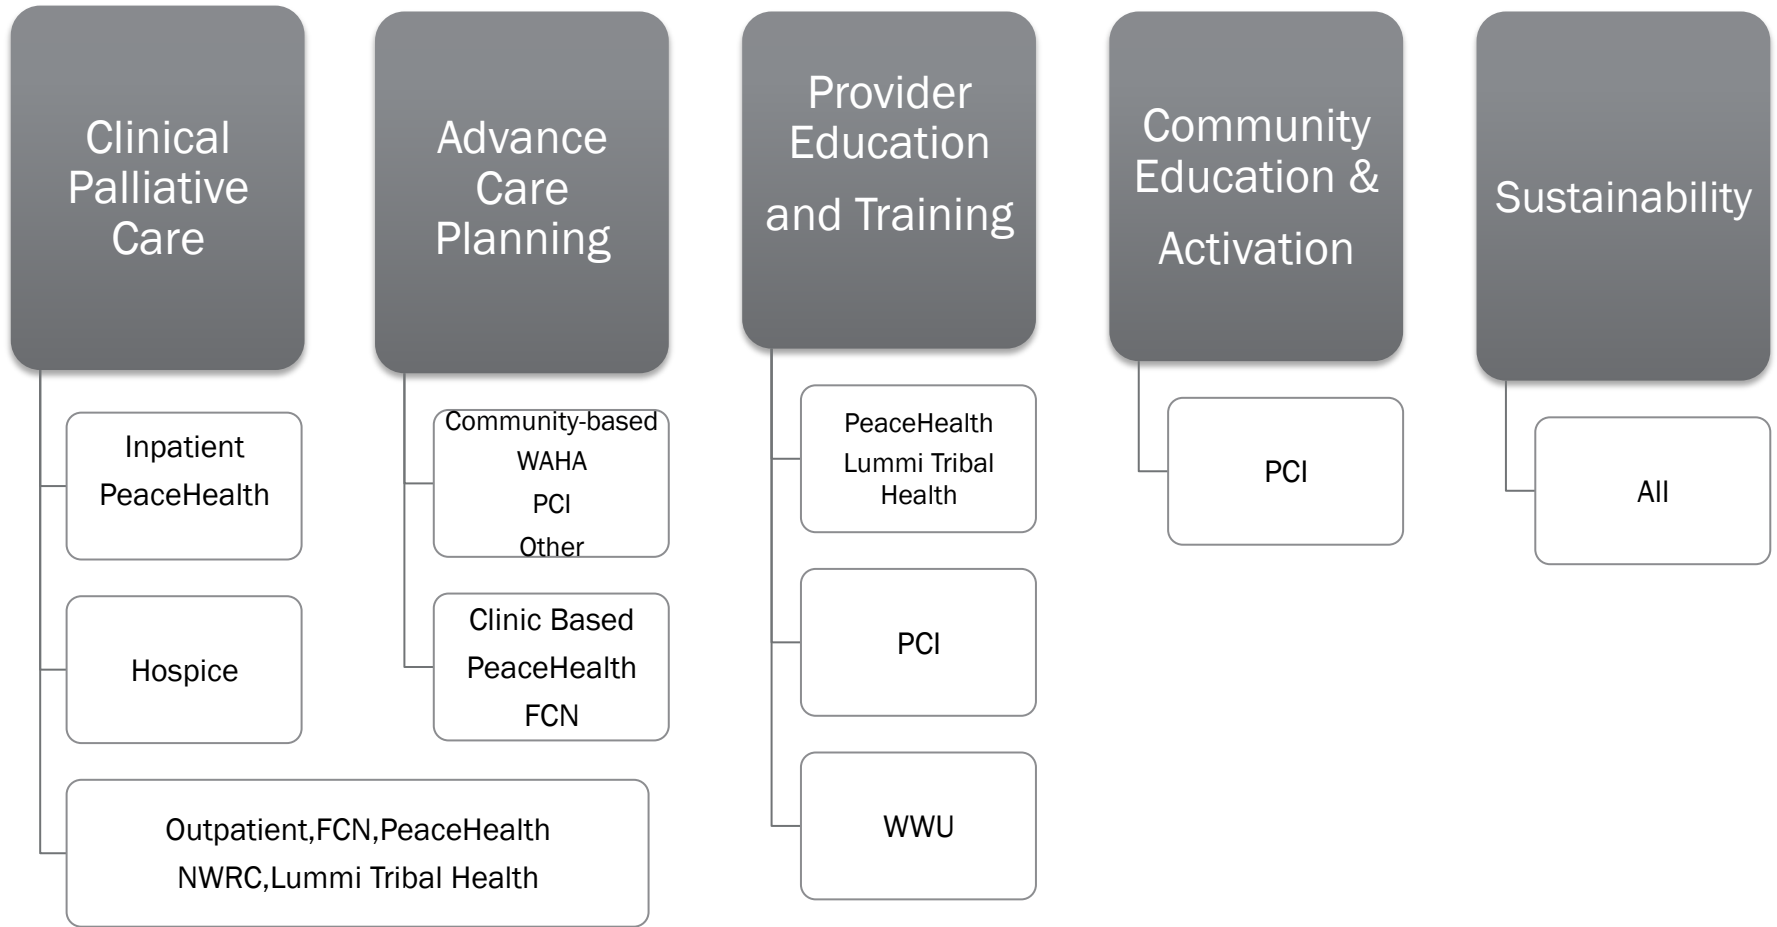 Clinical
Palliative
Care
Inpatient
PeaceHealth
Hospice
Outpatient,FCN,PeaceHealth
NWRC,Lummi Tribal Health
Advance
Care
Planning
Community-based
WAHA
PCI
Other
Clinic Based
PeaceHealth
FCN
Provider
Education
and Training
PeaceHealth
Lummi Tribal
Health
PCI
WWU
Community
Education &
Activation
PCI
Sustainability
All